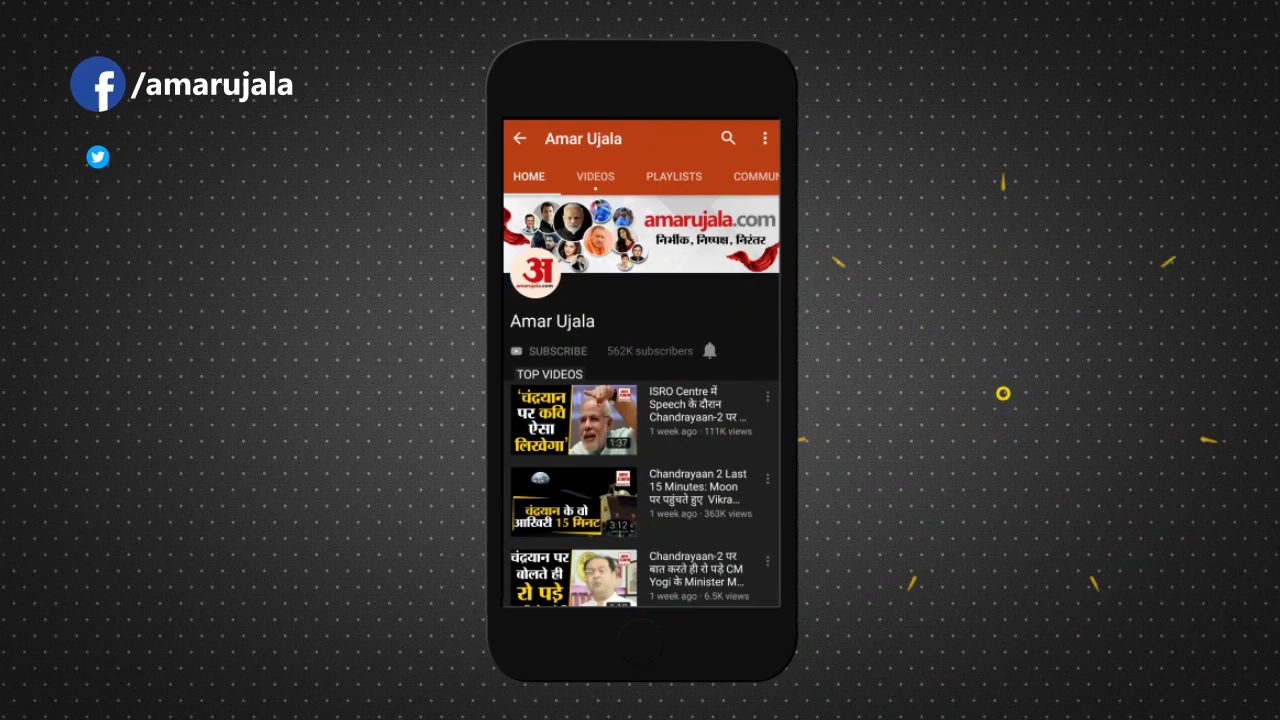 /amarujala
Amar Ujala
HOME VIDEOS PLAYLISTS COMMUN
amarujala.com
निर्भीक, निष्पक्ष, निरंतर
अ
amarujala.com
Amar Ujala
SUBSCRIBE 562K subscribers
TOP VIDEOS
'चंद्रयान
पर कवि
ऐसा
लिखेगा'
1:37
ISRO Centre में
Speech के दौरान
Chandrayaan-2 पर ...
1 week ago · 111K views
चंद्रयान के वो
आखिरी 15 मिनट
3:12
Chandrayaan 2 Last
15 Minutes: Moon
पर पहुंचते हुए Vikra...
1 week ago · 363K views
चंद्रयान पर
बोलते ही
रो पड़े
Chandrayaan-2 पर
बात करते ही रो पड़े CM
Yogi के Minister M...
1 week ago · 6.5K views